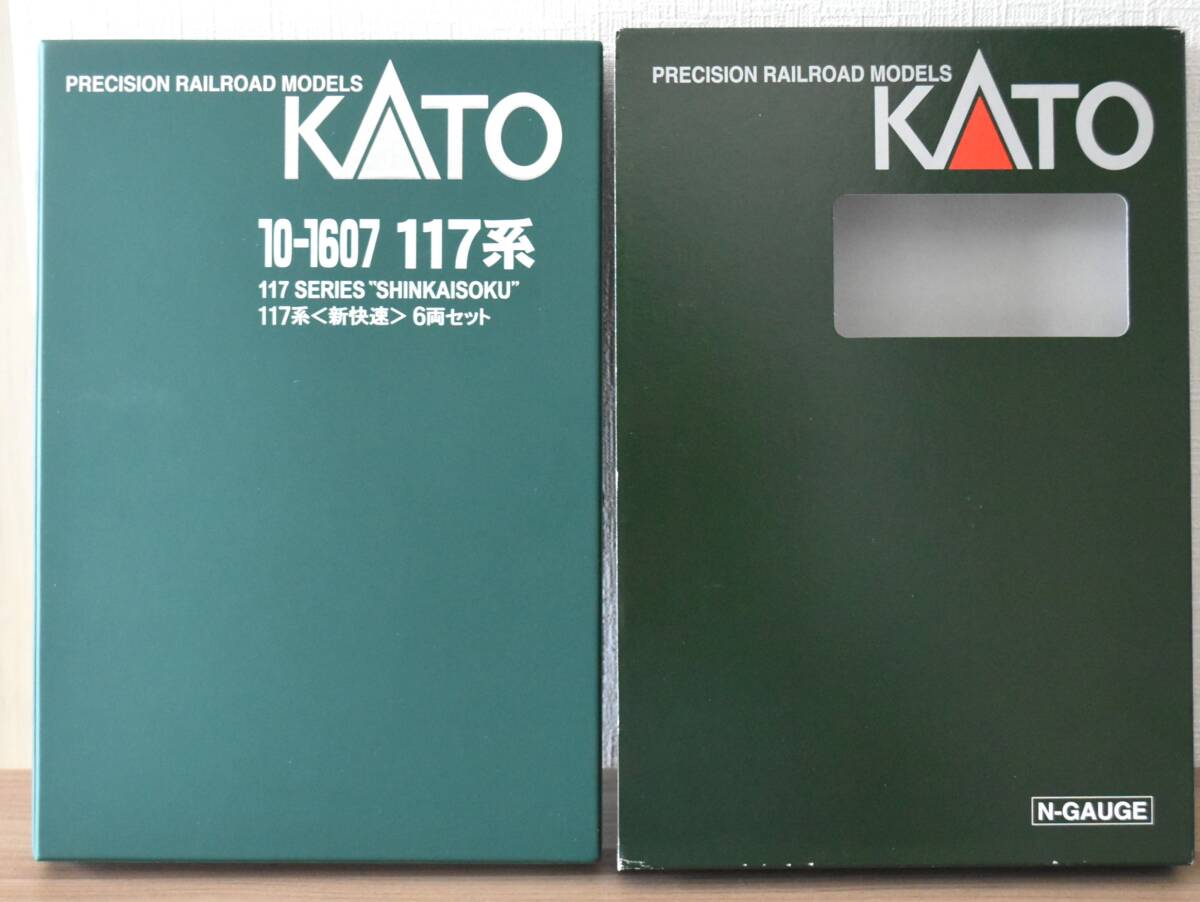 PRECISION RAILROAD MODELS
KATO
10-1607 117系
117 SERIES "SHINKAISOKU"
117系<新快速> 6両セット
PRECISION RAILROAD MODELS
KATO
N-GAUGE